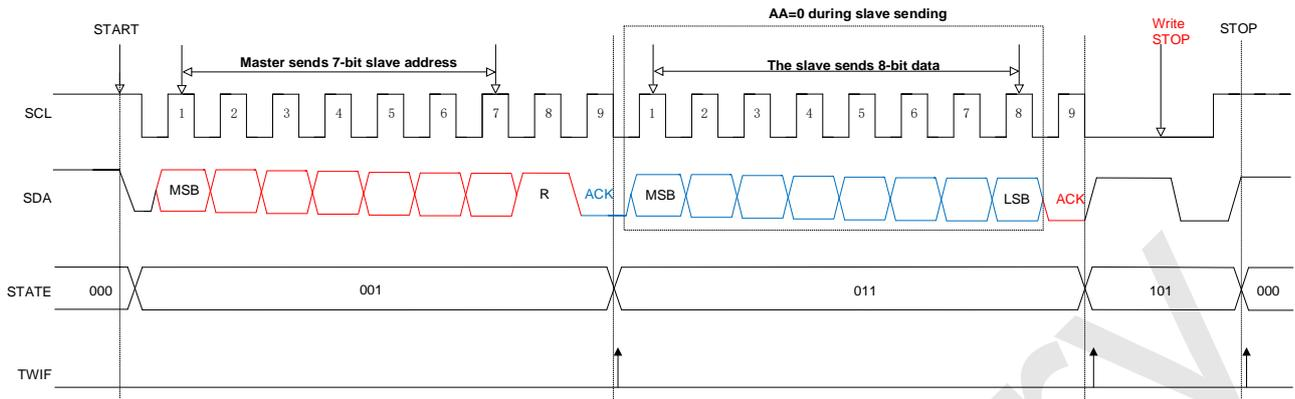 AA=0 during slave sending
START
Write
STOP
STOP
Master sends 7-bit slave address
The slave sends 8-bit data
SCL
1 2 3 4 5 6 7 8 9 1 2 3 4 5 6 7 8 9
SDA
MSB R ACK MSB LSB ACK
STATE
000 001 011 101 000
TWIF